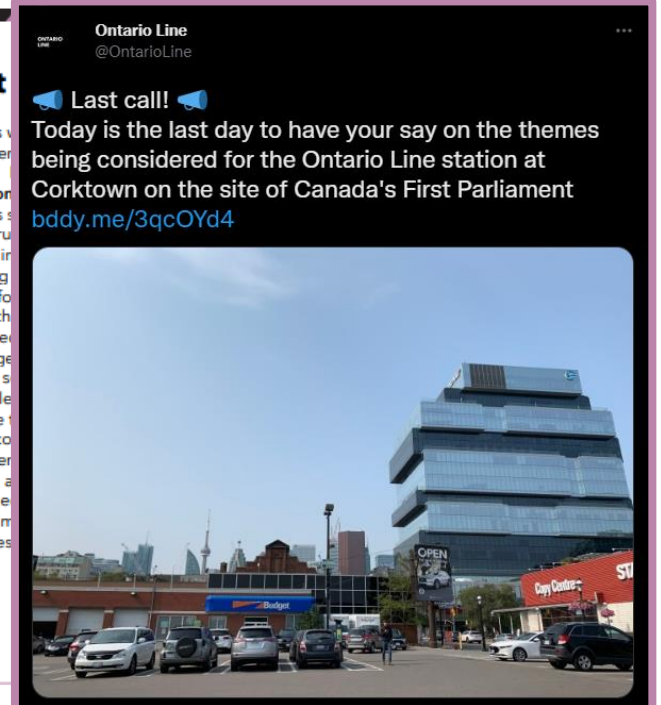 Ontario Line
ONTARIO
LINE
@OntarioLine
Last call!
Today is the last day to have your say on the themes
being considered for the Ontario Line station at
Corktown on the site of Canada's First Parliament
bddy.me/3qcOYd4
OPEN
Budget
Copy Centre